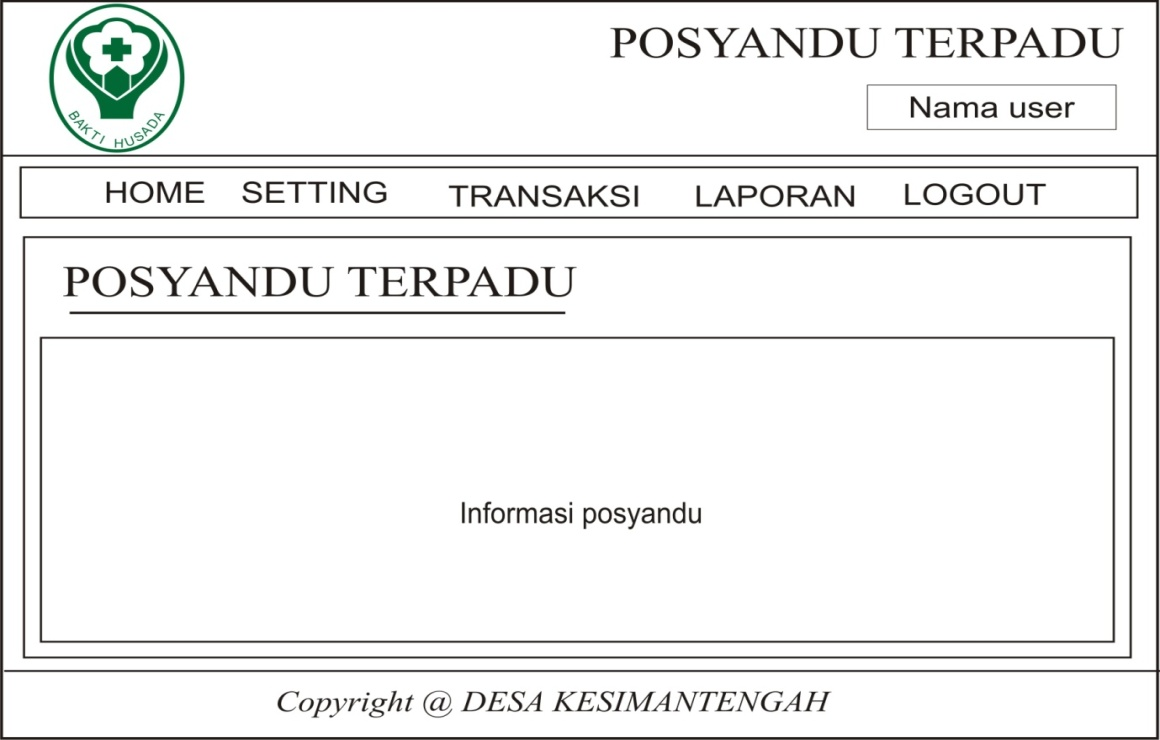 BAKTI HUSADA
POSYANDU TERPADU
Nama user
HOME SETTING TRANSAKSI LAPORAN LOGOUT
POSYANDU TERPADU
Informasi posyandu
Copyright @ DESA KESIMANTENGAH